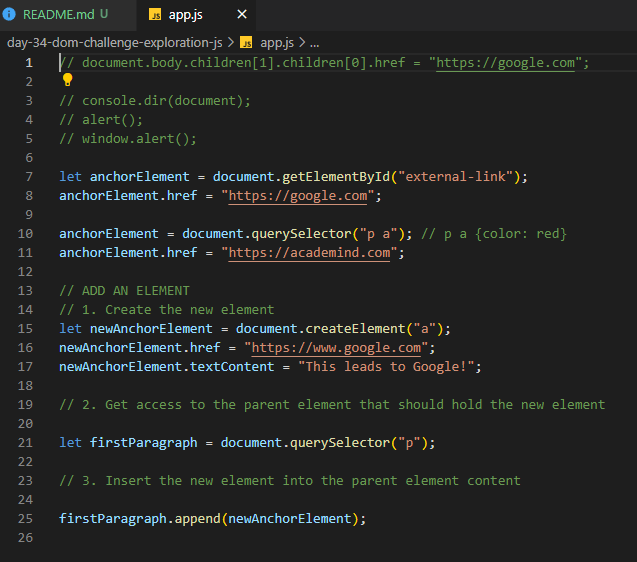 README.md U
JS app.js ×
day-34-dom-challenge-exploration-js > JS app.js > ...
1 // document.body.children[1].children[0].href = "https://google.com";
2
3 // console.dir(document);
4 // alert();
5 // window.alert();
6
7 let anchorElement = document.getElementById("external-link");
8 anchorElement.href = "https://google.com";
9
10 anchorElement = document.querySelector("p a"); // p a {color: red}
11 anchorElement.href = "https://academind.com";
12
13 // ADD AN ELEMENT
14 // 1. Create the new element
15 let newAnchorElement = document.createElement("a");
16 newAnchorElement.href = "https://www.google.com";
17 newAnchorElement.textContent = "This leads to Google!";
18
19 // 2. Get access to the parent element that should hold the new element
20
21 let firstParagraph = document.querySelector("p");
22
23 // 3. Insert the new element into the parent element content
24
25 firstParagraph.append(newAnchorElement);
26